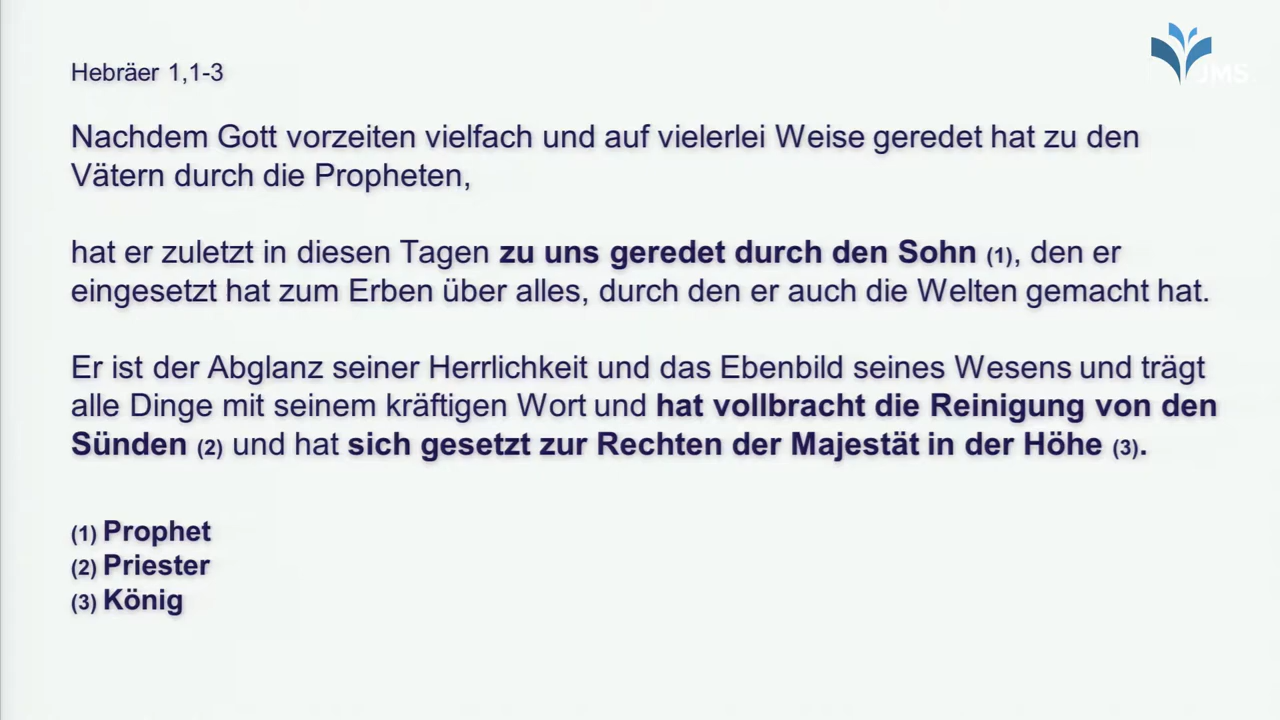 Hebräer 1,1-3
JMS
Nachdem Gott vorzeiten vielfach und auf vielerlei Weise geredet hat zu den
Vätern durch die Propheten,
hat er zuletzt in diesen Tagen zu uns geredet durch den Sohn (1), den er
eingesetzt hat zum Erben über alles, durch den er auch die Welten gemacht hat.
Er ist der Abglanz seiner Herrlichkeit und das Ebenbild seines Wesens und trägt
alle Dinge mit seinem kräftigen Wort und hat vollbracht die Reinigung von den
Sünden (2) und hat sich gesetzt zur Rechten der Majestät in der Höhe (3).
(1) Prophet
(2) Priester
(3) König